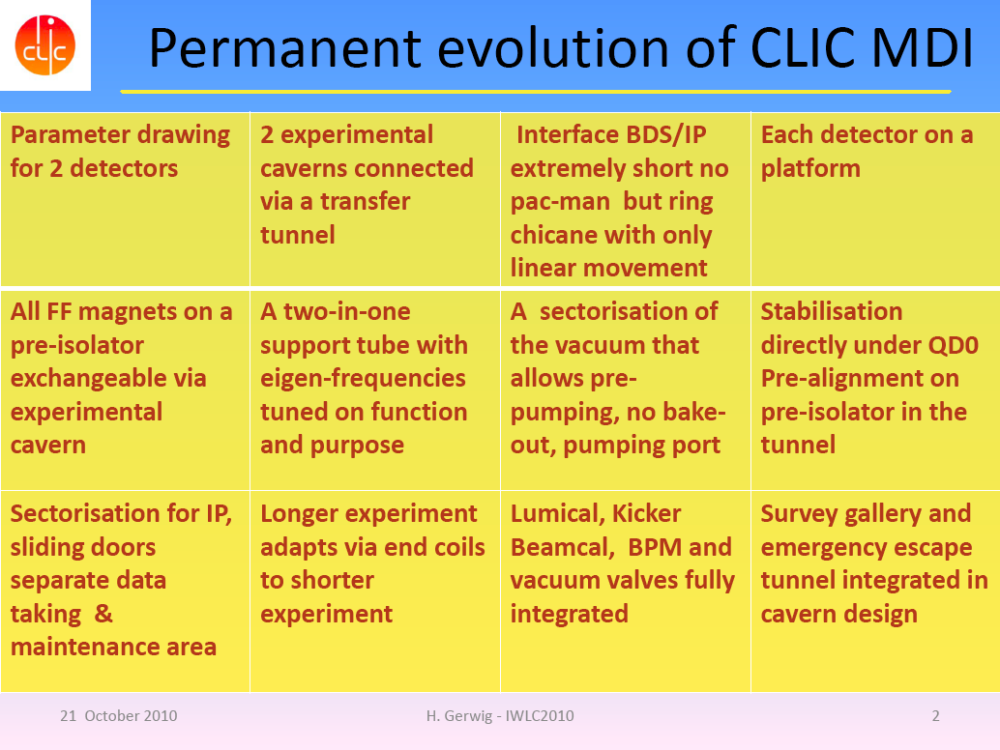 clic
Permanent evolution of CLIC MDI
Parameter drawing
for 2 detectors
2 experimental
caverns connected
via a transfer
tunnel
Interface BDS/IP
extremely short no
pac-man  but ring
chicane with only
linear movement
Each detector on a
platform
All FF magnets on a
pre-isolator
exchangeable via
experimental
cavern
A two-in-one
support tube with
eigen-frequencies
tuned on function
and purpose
A  sectorisation of
the vacuum that
allows pre-
pumping, no bake-
out, pumping port
Stabilisation
directly under QD0
Pre-alignment on
pre-isolator in the
tunnel
Sectorisation for IP,
sliding doors
separate data
taking  &
maintenance area
Longer experiment
adapts via end coils
to shorter
experiment
Lumical, Kicker
Beamcal,  BPM and
vacuum valves fully
integrated
Survey gallery and
emergency escape
tunnel integrated in
cavern design
21  October 2010
H. Gerwig - IWLC2010
2